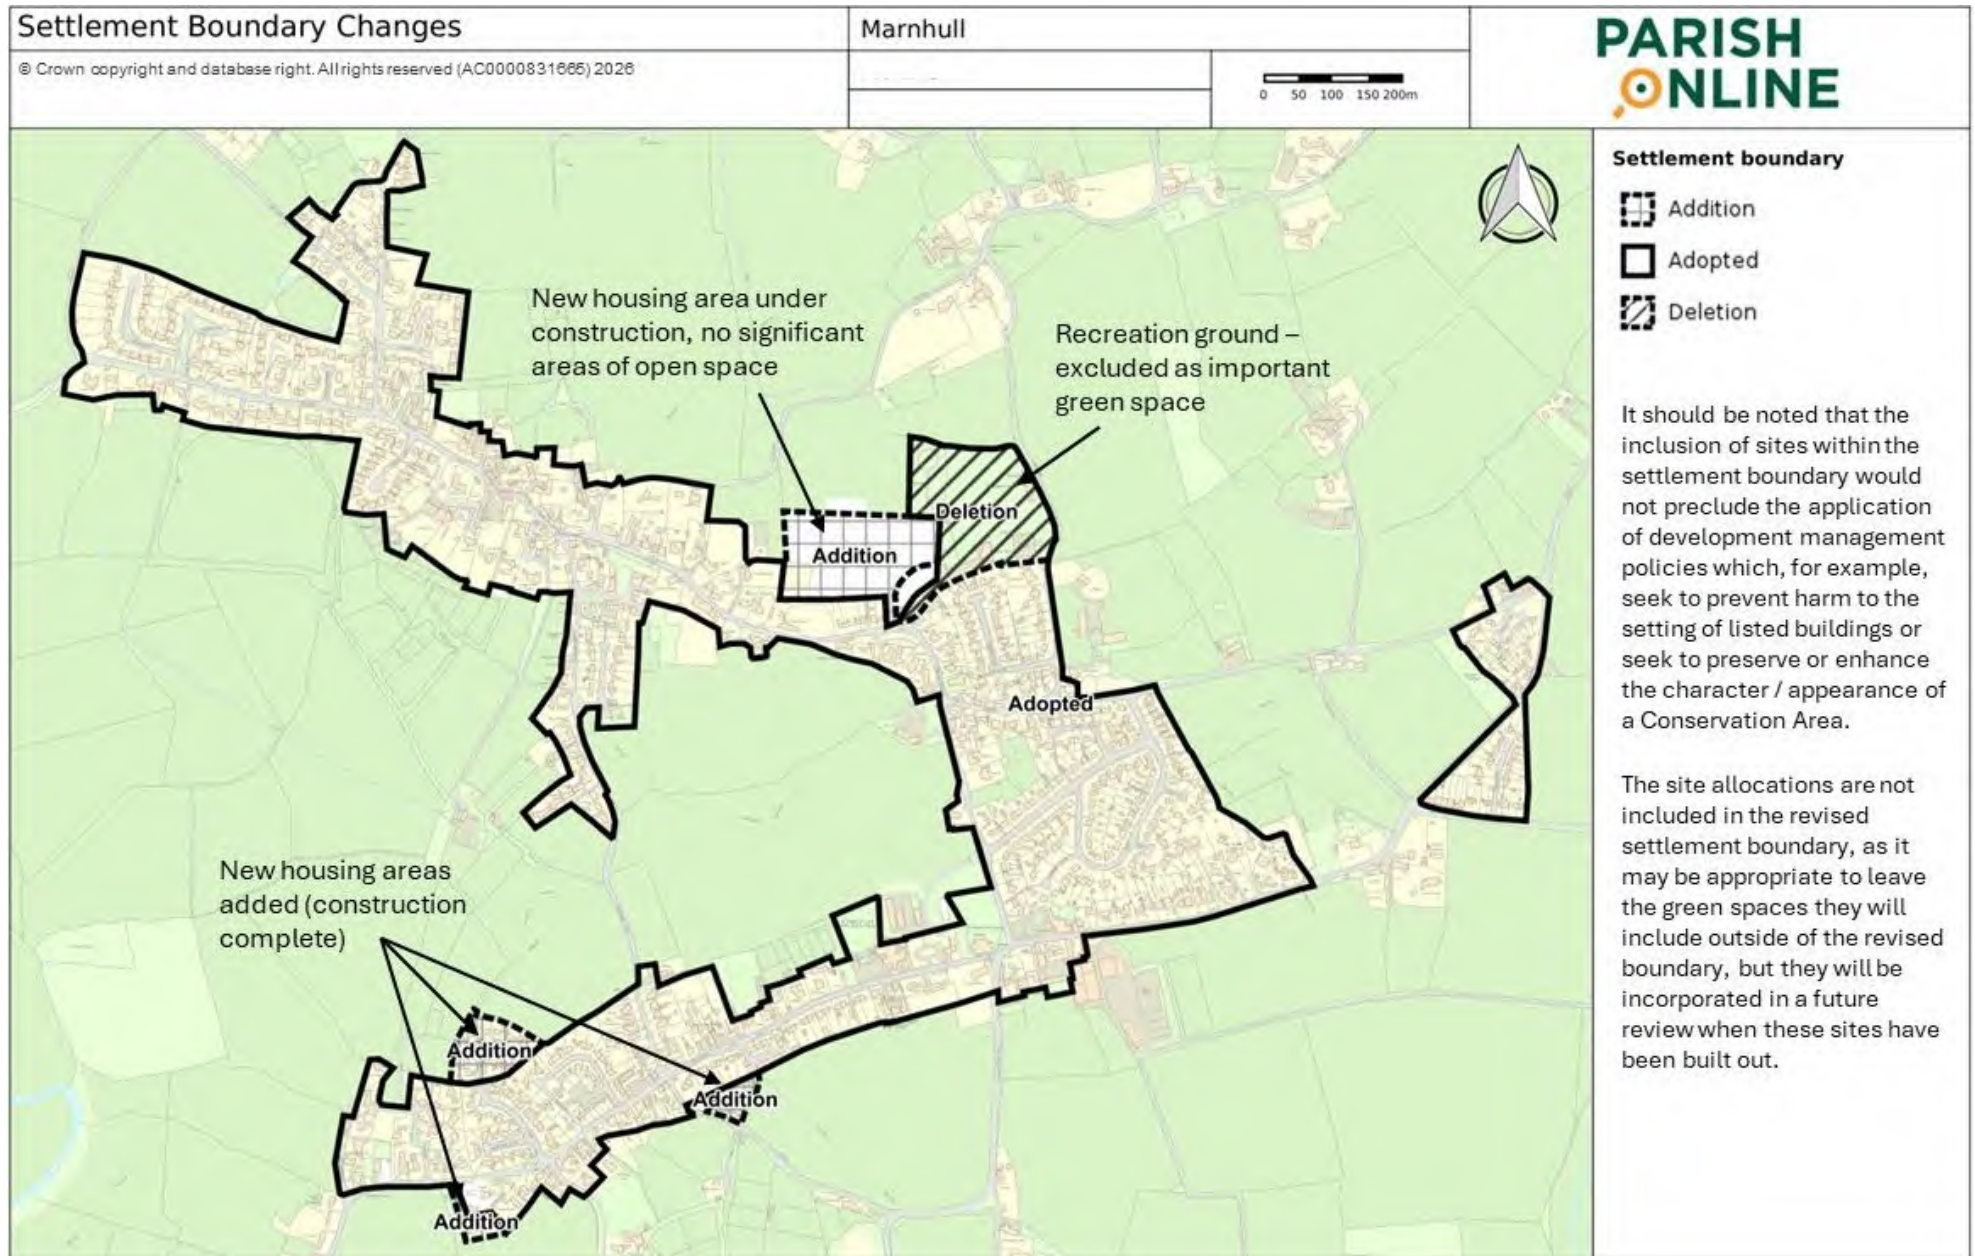 Settlement Boundary Changes
Marnhull
© Crown copyright and database right. All rights reserved (AC0000831665) 2026
0 50 100 150 200m
PARISH
ONLINE
Settlement boundary
Addition
Adopted
Deletion
It should be noted that the
inclusion of sites within the
settlement boundary would
not preclude the application
of development management
policies which, for example,
seek to prevent harm to the
setting of listed buildings or
seek to preserve or enhance
the character / appearance of
a Conservation Area.
The site allocations are not
included in the revised
settlement boundary, as it
may be appropriate to leave
the green spaces they will
include outside of the revised
boundary, but they will be
incorporated in a future
review when these sites have
been built out.
New housing area under
construction, no significant
areas of open space
Recreation ground –
excluded as important
green space
Deletion
Addition
Adopted
New housing areas
added (construction
complete)
Addition
Addition
Addition